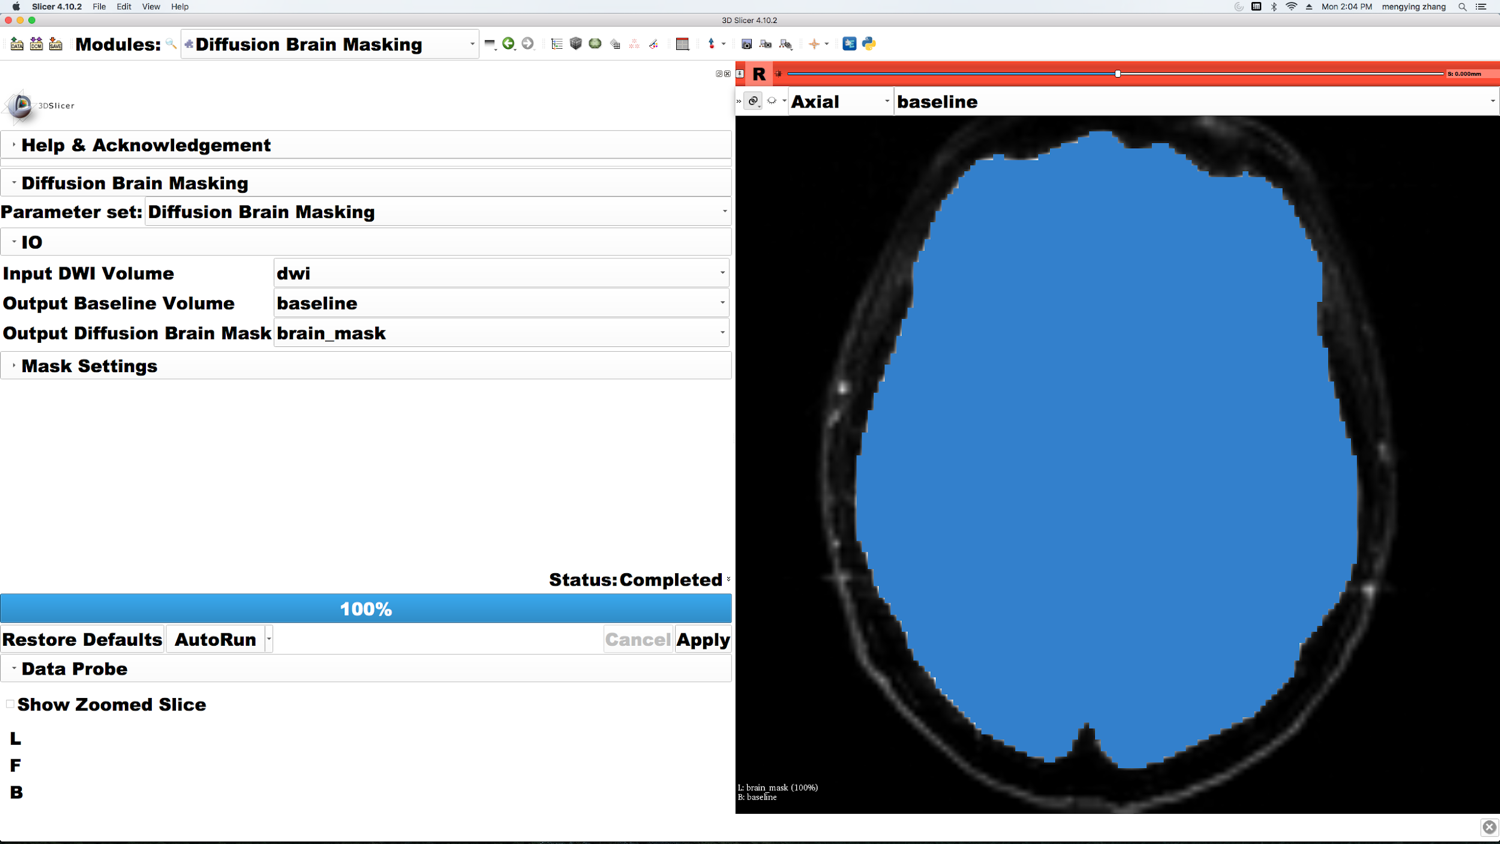 Slicer 4.10.2 File Edit View Help Mon 2:04 PM mengying zhang
3D Slicer 4.10.2
DATA DCM SAVE Modules: Diffusion Brain Masking
R S: 0.000mm
Axial baseline
3DSlicer
Help & Acknowledgement
Diffusion Brain Masking
Parameter set: Diffusion Brain Masking
IO
Input DWI Volume dwi
Output Baseline Volume baseline
Output Diffusion Brain Mask brain_mask
Mask Settings
Status: Completed
100%
Restore Defaults AutoRun Cancel Apply
Data Probe
Show Zoomed Slice
L
F
B
L: brain_mask (100%)
B: baseline